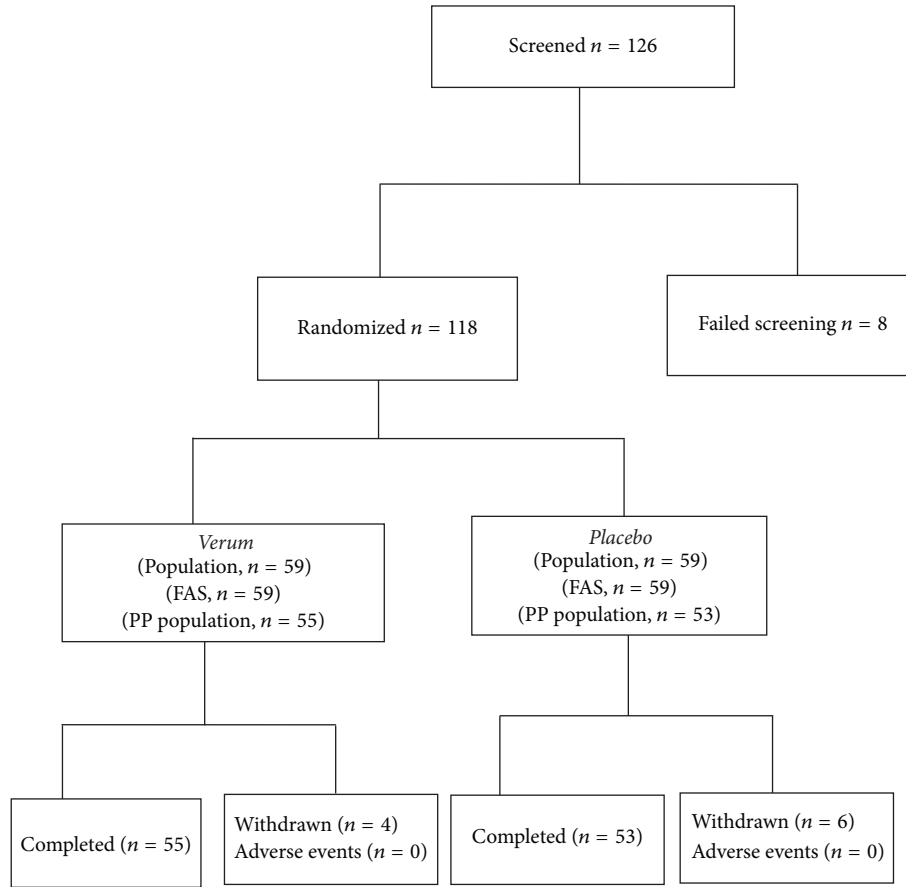 Screened n = 126
Randomized n = 118
Failed screening n = 8
Verum
(Population, n = 59)
(FAS, n = 59)
(PP population, n = 55)
Placebo
(Population, n = 59)
(FAS, n = 59)
(PP population, n = 53)
Completed (n = 55)
Withdrawn (n = 4)
Adverse events (n = 0)
Completed (n = 53)
Withdrawn (n = 6)
Adverse events (n = 0)